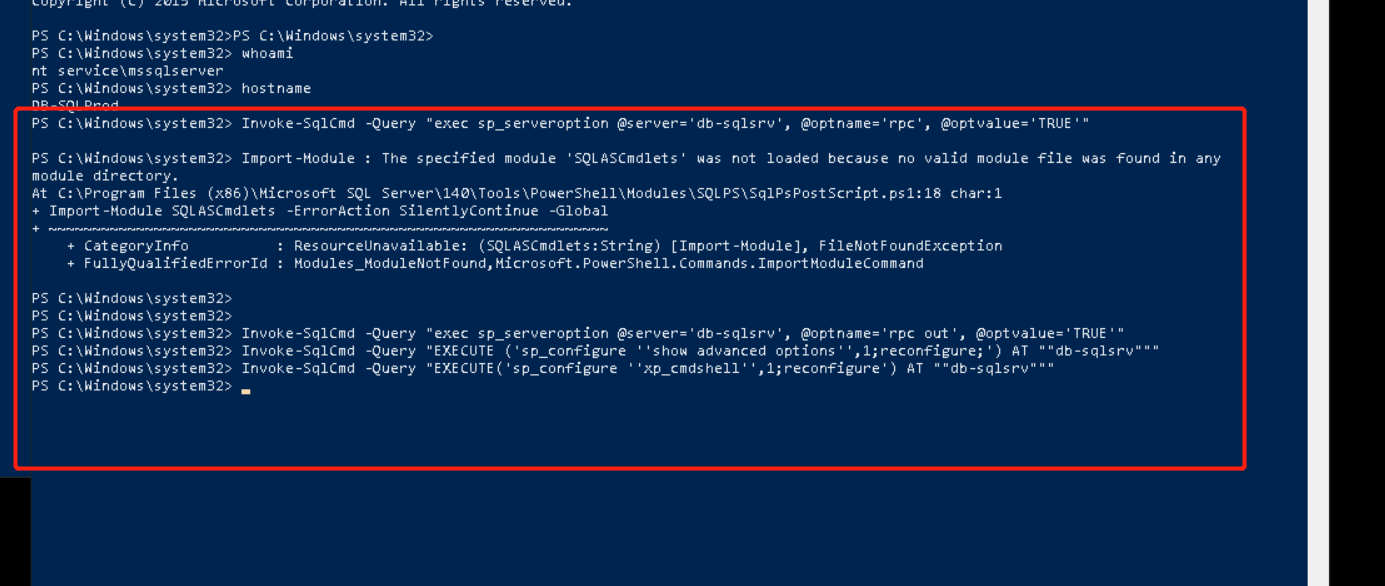 Copyright (C) 2015 Microsoft Corporation. All rights reserved.
PS C:\Windows\system32>PS C:\Windows\system32>
PS C:\Windows\system32> whoami
nt service\mssqlserver
PS C:\Windows\system32> hostname
DB-SQLProd
PS C:\Windows\system32> Invoke-SqlCmd -Query "exec sp_serveroption @server='db-sqlsrv', @optname='rpc', @optvalue='TRUE'"
PS C:\Windows\system32> Import-Module : The specified module 'SQLASCmdlets' was not loaded because no valid module file was found in any
module directory.
At C:\Program Files (x86)\Microsoft SQL Server\140\Tools\PowerShell\Modules\SQLPS\SqlPsPostScript.ps1:18 char:1
+ Import-Module SQLASCmdlets -ErrorAction SilentlyContinue -Global
+ ~~~~~~~~~~~~~~~~~~~~~~~~~~~~~~~~~~~~~~~~~~~~~~~~~~~~~~~~~~~~~~~~
+ CategoryInfo : ResourceUnavailable: (SQLASCmdlets:String) [Import-Module], FileNotFoundException
+ FullyQualifiedErrorId : Modules_ModuleNotFound,Microsoft.PowerShell.Commands.ImportModuleCommand
PS C:\Windows\system32>
PS C:\Windows\system32>
PS C:\Windows\system32> Invoke-SqlCmd -Query "exec sp_serveroption @server='db-sqlsrv', @optname='rpc out', @optvalue='TRUE'"
PS C:\Windows\system32> Invoke-SqlCmd -Query "EXECUTE ('sp_configure ''show advanced options'',1;reconfigure;') AT ""db-sqlsrv"""
PS C:\Windows\system32> Invoke-SqlCmd -Query "EXECUTE('sp_configure ''xp_cmdshell'',1;reconfigure') AT ""db-sqlsrv"""
PS C:\Windows\system32>